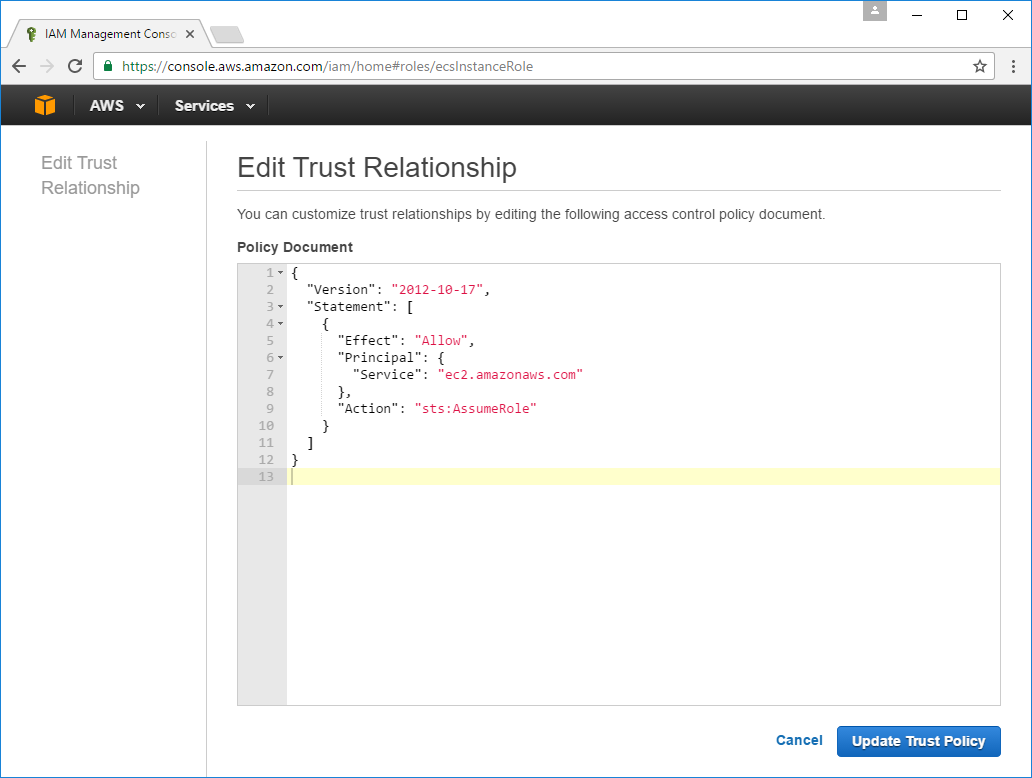 IAM Management Conso
https://console.aws.amazon.com/iam/home#roles/ecsInstanceRole
AWS Services
Edit Trust
Relationship
Edit Trust Relationship
You can customize trust relationships by editing the following access control policy document.
Policy Document
1 {
2 "Version": "2012-10-17",
3 "Statement": [
4 {
5 "Effect": "Allow",
6 "Principal": {
7 "Service": "ec2.amazonaws.com"
8 },
9 "Action": "sts:AssumeRole"
10 }
11 ]
12 }
13
Cancel Update Trust Policy